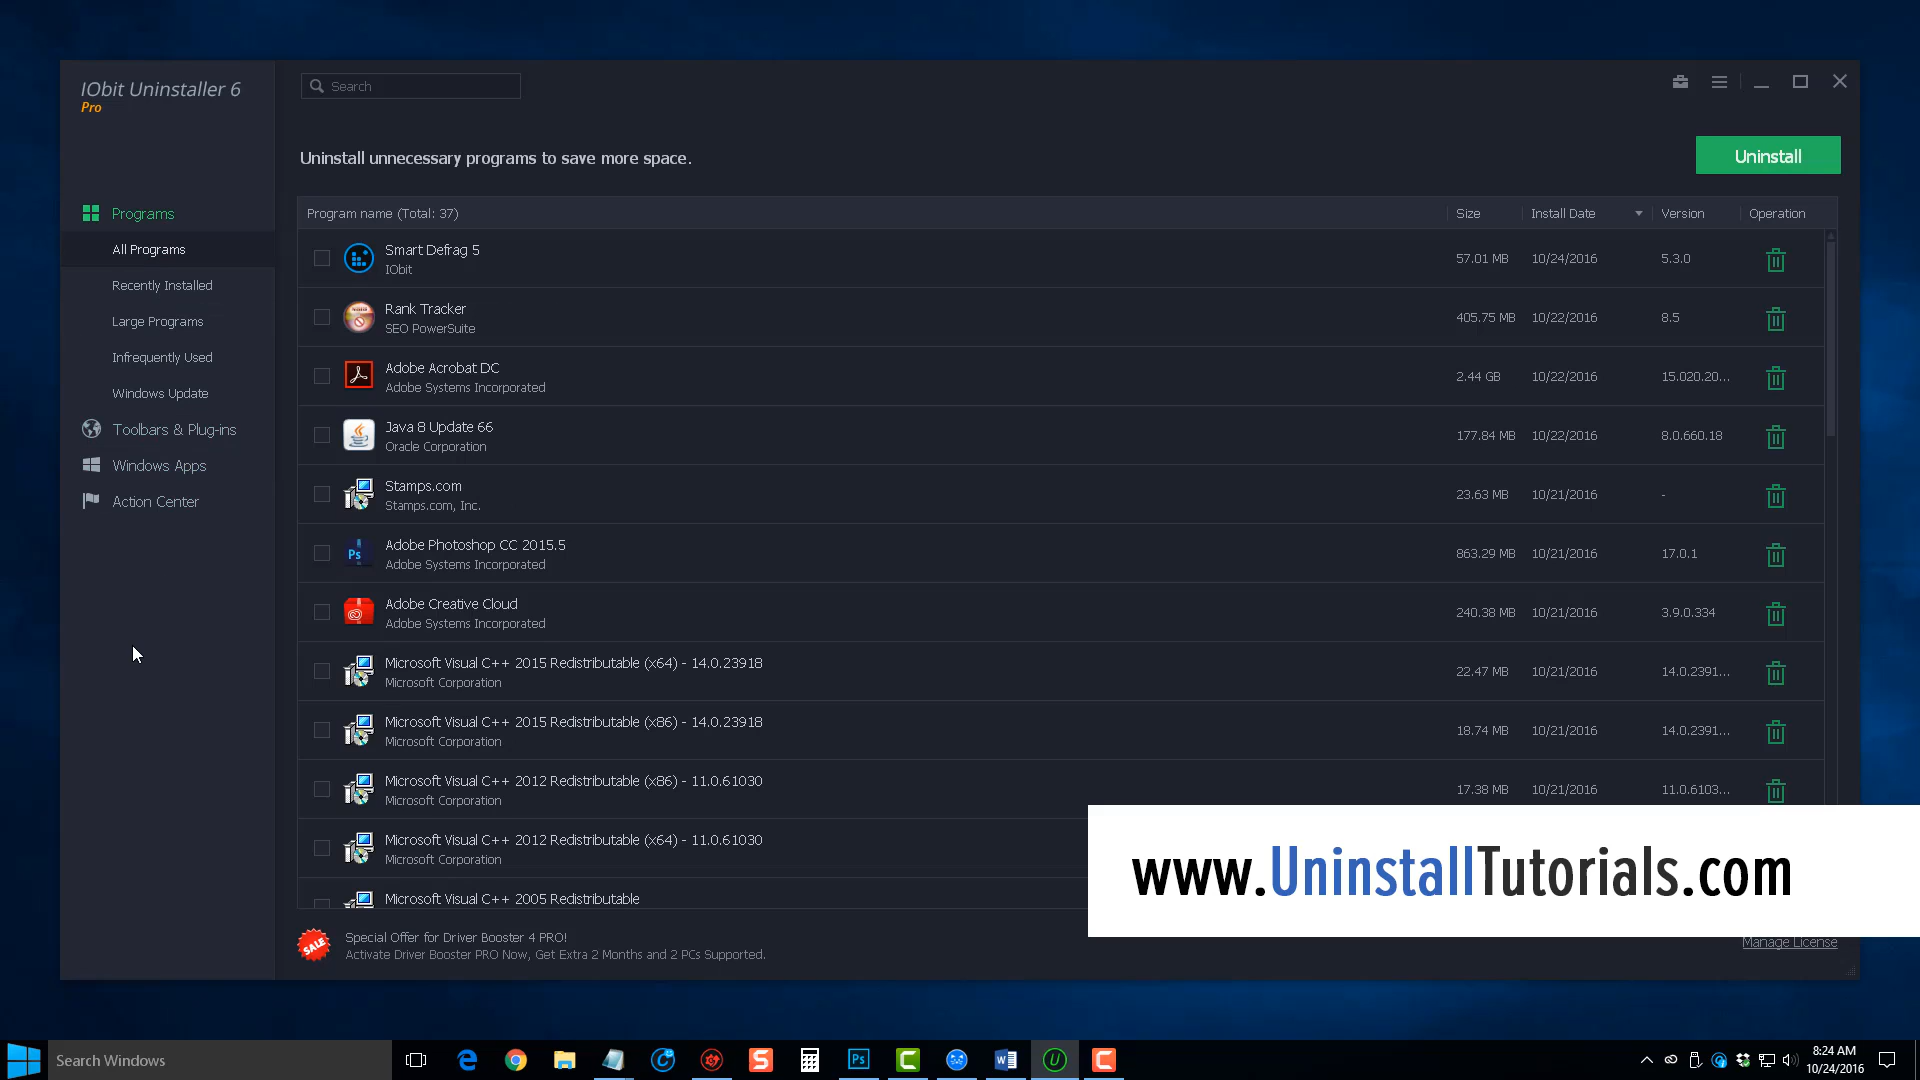 IObit Uninstaller 6
Pro
Search
Uninstall unnecessary programs to save more space.
Uninstall
Programs
All Programs
Recently Installed
Large Programs
Infrequently Used
Windows Update
Toolbars & Plug-ins
Windows Apps
Action Center
Program name (Total: 37) Size Install Date Version Operation
Smart Defrag 5
IObit
57.01 MB 10/24/2016 5.3.0
Rank Tracker
SEO PowerSuite
405.75 MB 10/22/2016 8.5
Adobe Acrobat DC
Adobe Systems Incorporated
2.44 GB 10/22/2016 15.020.20...
Java 8 Update 66
Oracle Corporation
177.84 MB 10/22/2016 8.0.660.18
Stamps.com
Stamps.com, Inc.
23.63 MB 10/21/2016 -
Ps
Adobe Photoshop CC 2015.5
Adobe Systems Incorporated
863.29 MB 10/21/2016 17.0.1
Adobe Creative Cloud
Adobe Systems Incorporated
240.38 MB 10/21/2016 3.9.0.334
Microsoft Visual C++ 2015 Redistributable (x64) - 14.0.23918
Microsoft Corporation
22.47 MB 10/21/2016 14.0.2391...
Microsoft Visual C++ 2015 Redistributable (x86) - 14.0.23918
Microsoft Corporation
18.74 MB 10/21/2016 14.0.2391...
Microsoft Visual C++ 2012 Redistributable (x86) - 11.0.61030
Microsoft Corporation
17.38 MB 10/21/2016 11.0.6103...
Microsoft Visual C++ 2012 Redistributable (x64) - 11.0.61030
Microsoft Corporation
Microsoft Visual C++ 2005 Redistributable
www.UninstallTutorials.com
SALE
Special Offer for Driver Booster 4 PRO!
Activate Driver Booster PRO Now, Get Extra 2 Months and 2 PCs Supported.
Manage License
Search Windows
Ps
8:24 AM
10/24/2016